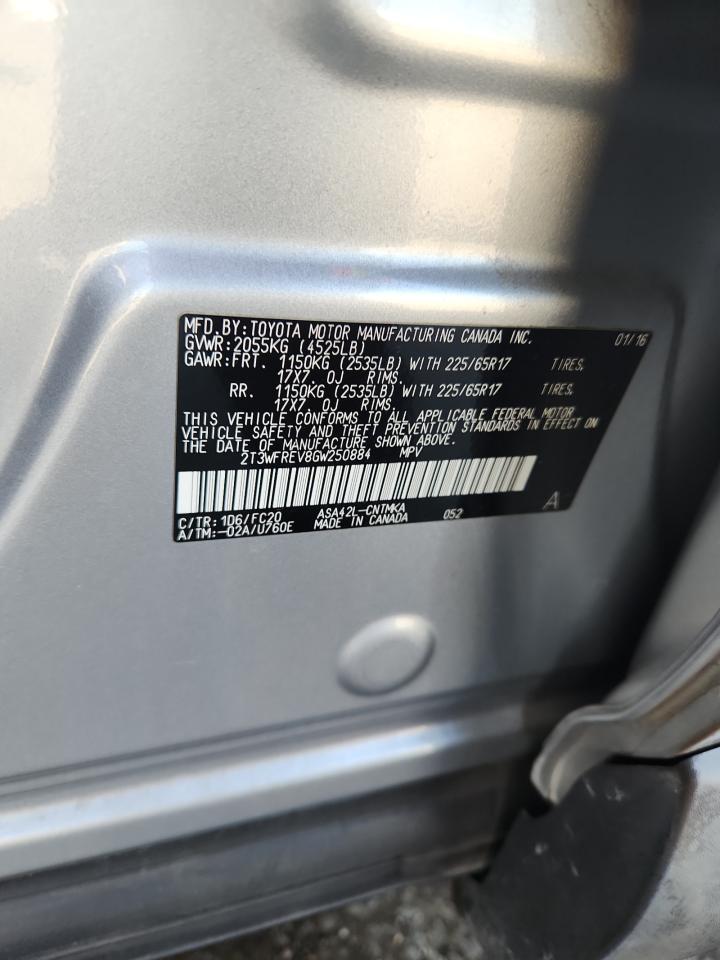 MFD.BY:TOYOTA MOTOR MANUFACTURING CANADA INC. 01/16
GVWR:2055KG (4525LB)
GAWR:FRT. 1150KG (2535LB) WITH 225/65R17 TIRES,
17X7. 0J RIMS.
RR. 1150KG (2535LB) WITH 225/65R17 TIRES,
17X7. 0J RIMS.
THIS VEHICLE CONFORMS TO ALL APPLICABLE FEDERAL MOTOR
VEHICLE SAFETY AND THEFT PREVENTION STANDARDS IN EFFECT ON
THE DATE OF MANUFACTURE SHOWN ABOVE.
2T3WFREV8GW250884 MPV
C/TR:1D6/FC20 ASA42L-CNTMKA 052 A
A/TM:-02A/U760E MADE IN CANADA